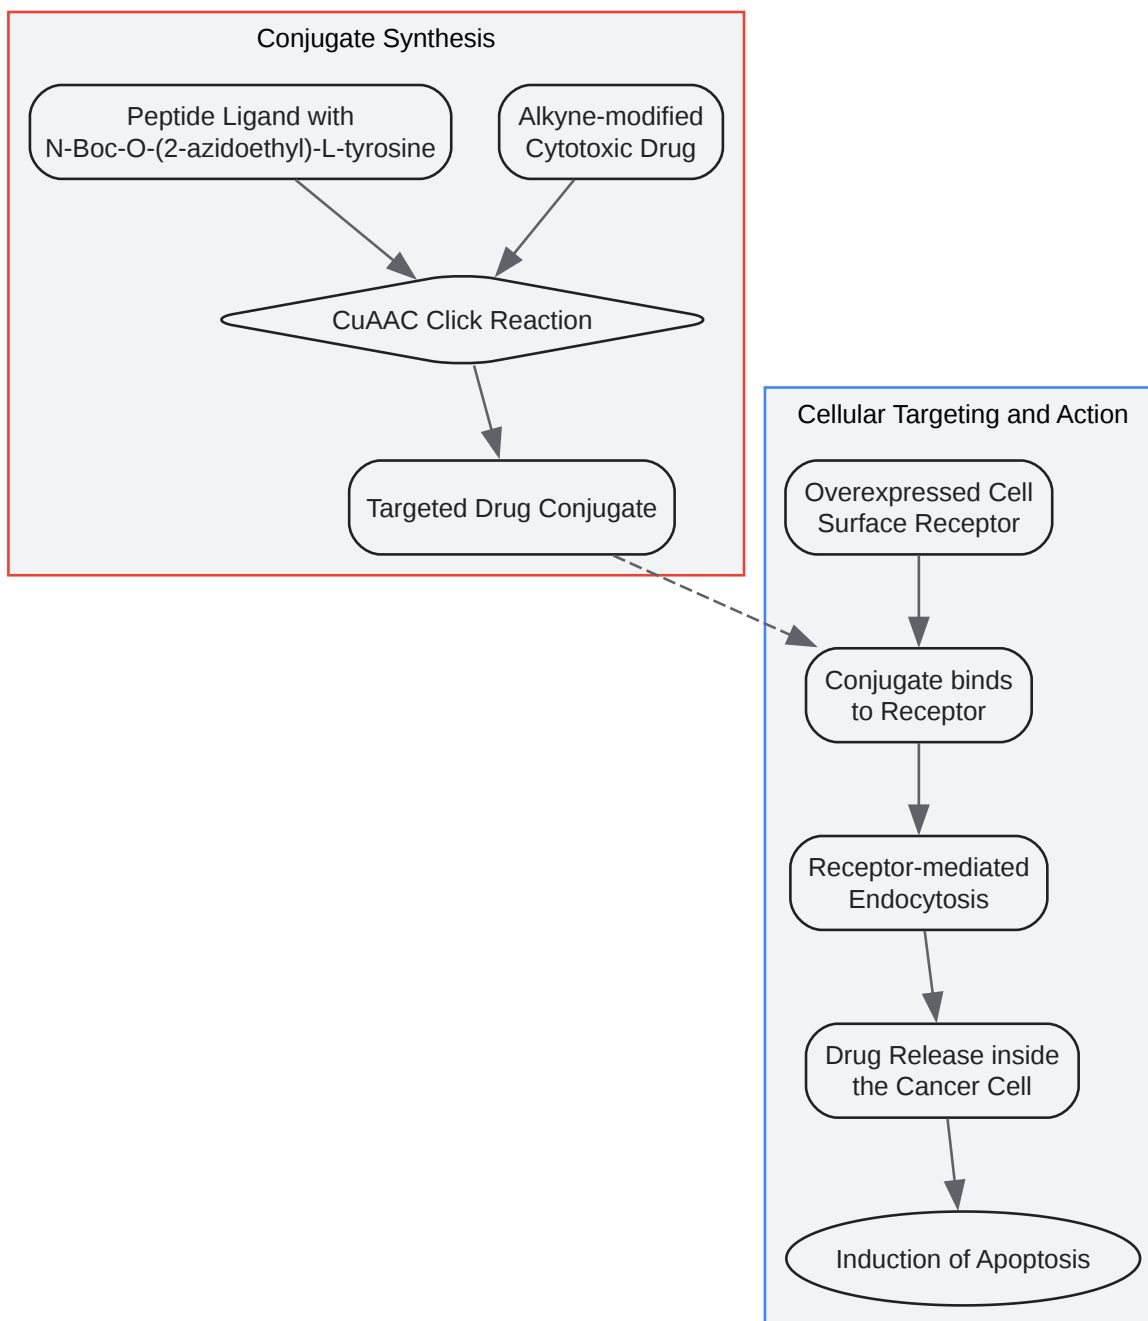 Conjugate Synthesis
Peptide Ligand with
N-Boc-O-(2-azidoethyl)-L-tyrosine
Alkyne-modified
Cytotoxic Drug
CuAAC Click Reaction
Targeted Drug Conjugate
Cellular Targeting and Action
Overexpressed Cell
Surface Receptor
Conjugate binds
to Receptor
Receptor-mediated
Endocytosis
Drug Release inside
the Cancer Cell
Induction of Apoptosis